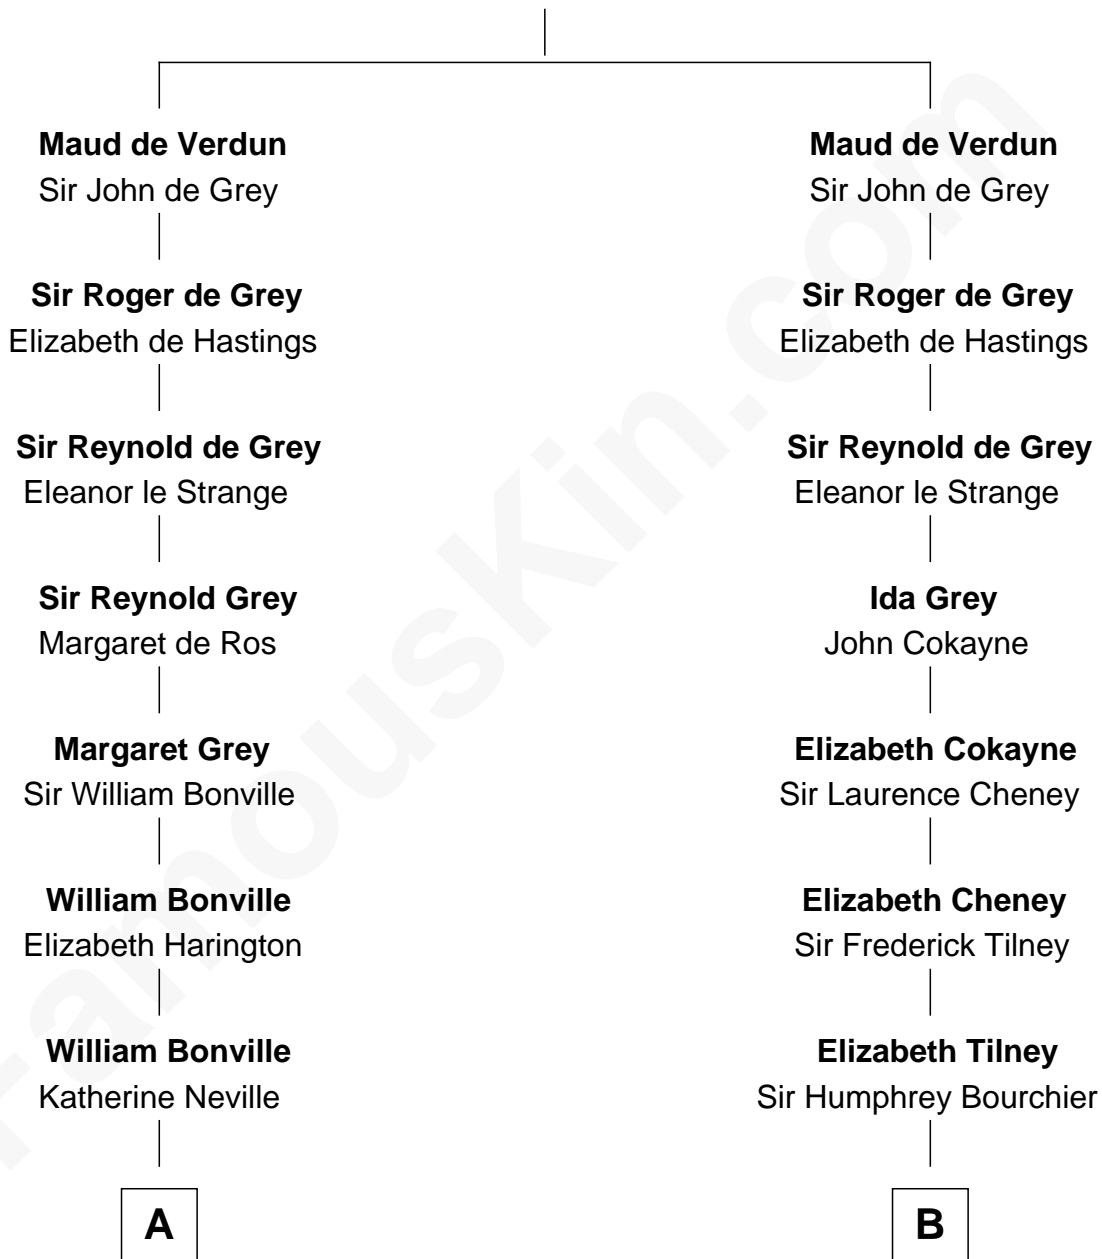 Maud de Verdun
Sir John de Grey
Sir Roger de Grey
Elizabeth de Hastings
Sir Reynold de Grey
Eleanor le Strange
Sir Reynold Grey
Margaret de Ros
Margaret Grey
Sir William Bonville
William Bonville
Elizabeth Harington
William Bonville
Katherine Neville
A
Maud de Verdun
Sir John de Grey
Sir Roger de Grey
Elizabeth de Hastings
Sir Reynold de Grey
Eleanor le Strange
Ida Grey
John Cokayne
Elizabeth Cokayne
Sir Laurence Cheney
Elizabeth Cheney
Sir Frederick Tilney
Elizabeth Tilney
Sir Humphrey Bourchier
B
FamousKin.com